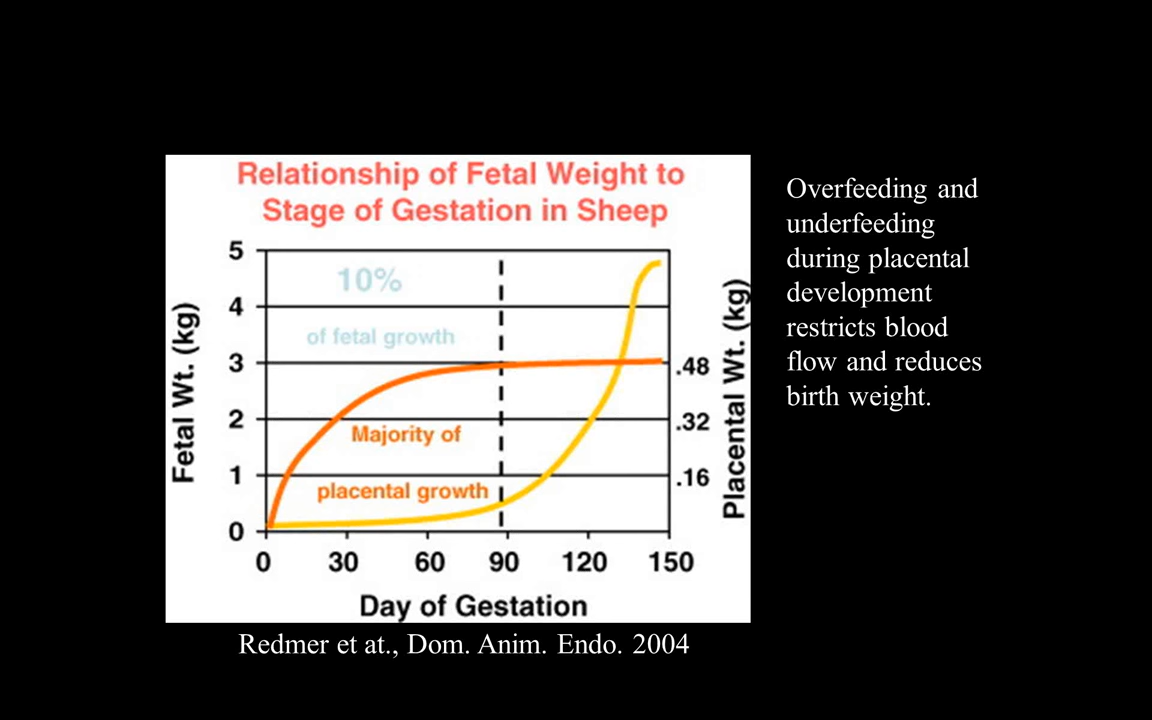 Relationship of Fetal Weight to
Stage of Gestation in Sheep
5
4
3
2
1
0
Fetal Wt. (kg)
10%
of fetal growth
Majority of
placental growth
.48
.32
.16
Placental Wt. (kg)
0 30 60 90 120 150
Day of Gestation
Redmer et at., Dom. Anim. Endo. 2004
Overfeeding and
underfeeding
during placental
development
restricts blood
flow and reduces
birth weight.